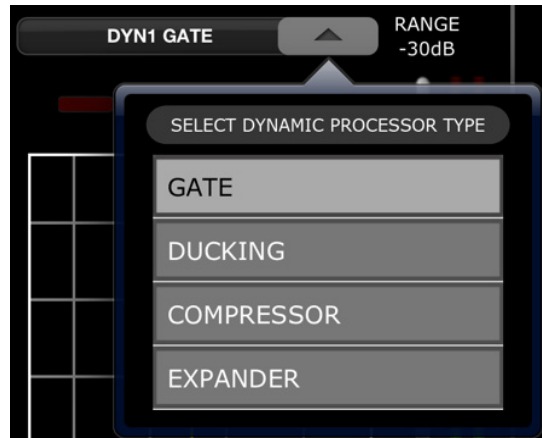 DYN1 GATE
RANGE
-30dB
SELECT DYNAMIC PROCESSOR TYPE
GATE
DUCKING
COMPRESSOR
EXPANDER